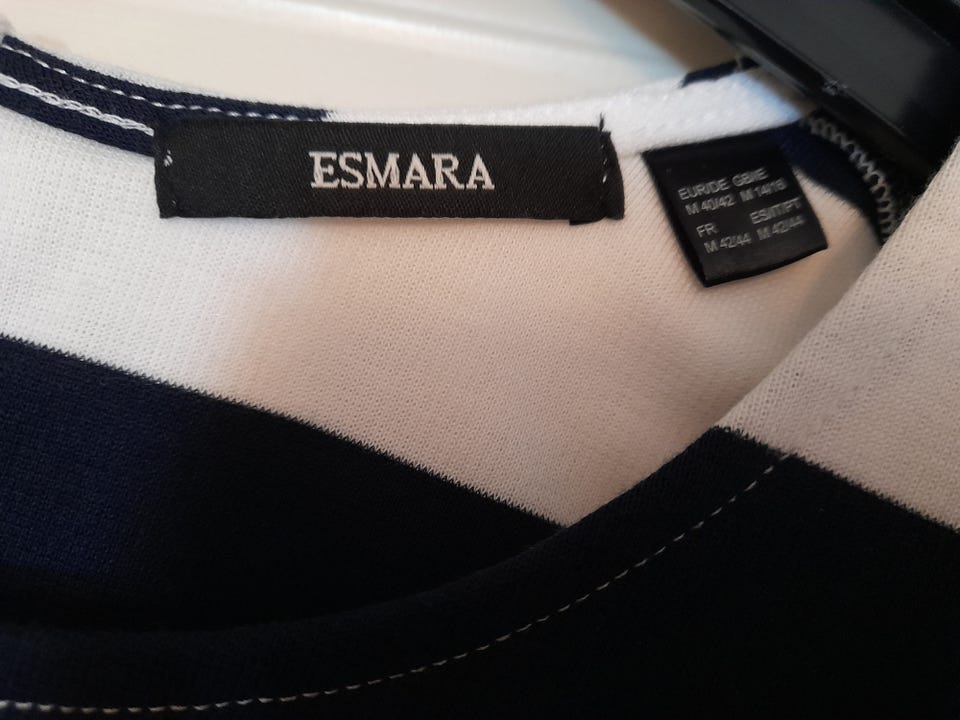 ESMARA
EUR/DE GB/IE
M 40/42 M 14/16
FR ES/IT/PT
M 42/44 M 42/44